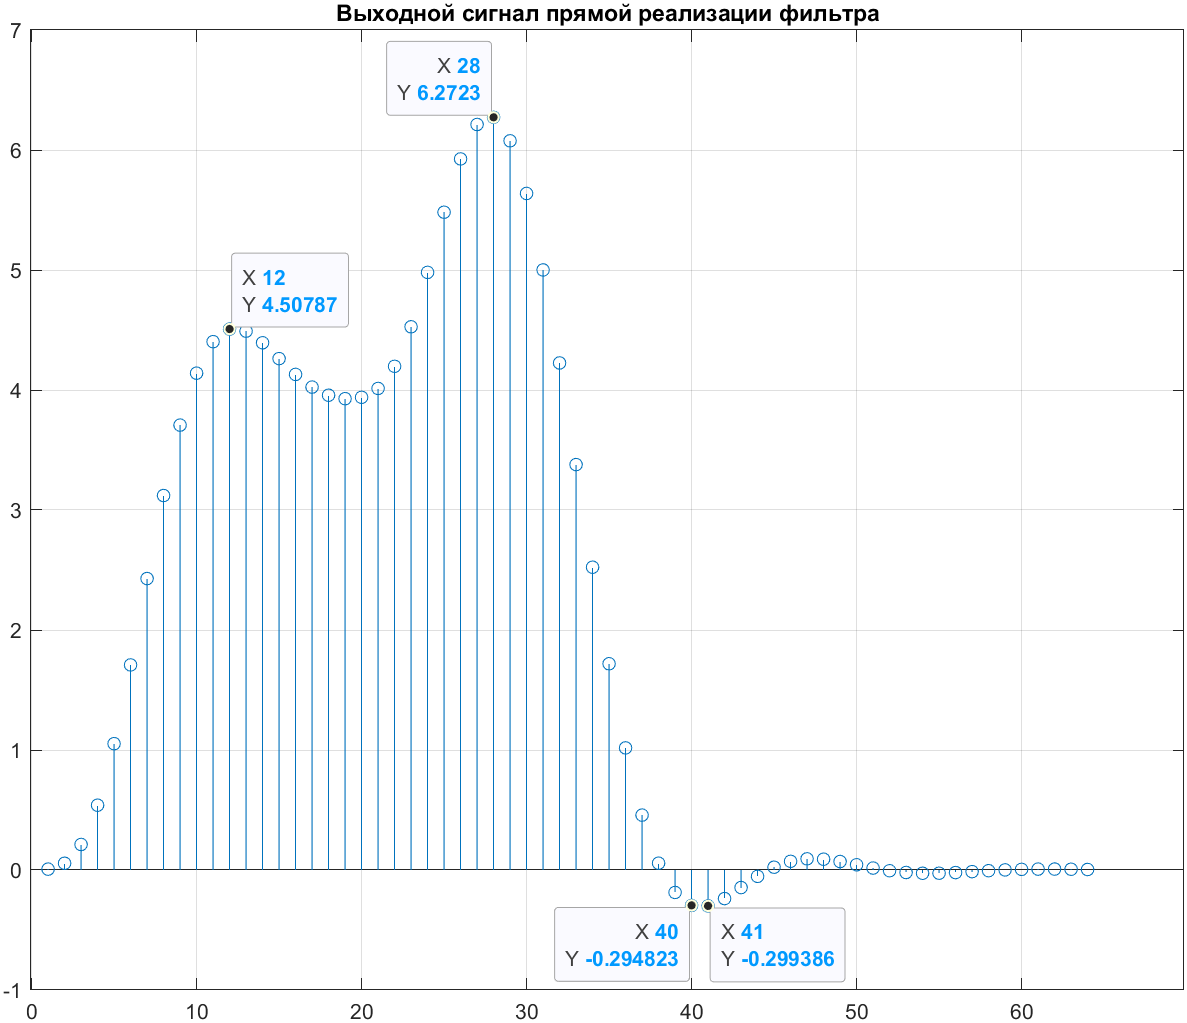 Выходной сигнал прямой реализации фильтра
7
X 28
Y 6.2723
6
5
X 12
Y 4.50787
4
3
2
1
0
X 40
Y -0.294823
X 41
Y -0.299386
-1
0 10 20 30 40 50 60